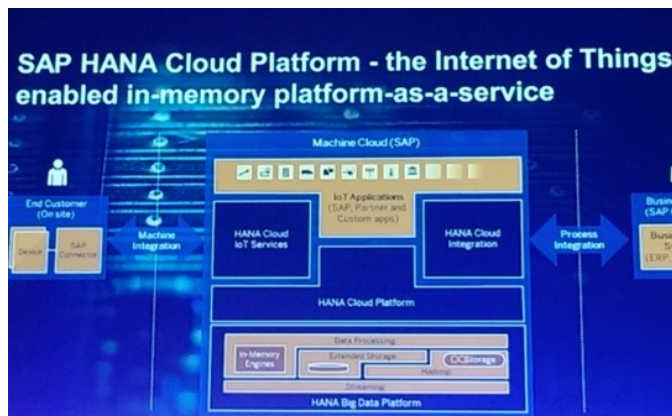 SAP HANA Cloud Platform - the Internet of Things
enabled in-memory platform-as-a-service
Machine Cloud (SAP)
End Customer
(On site)
Device
SAP
Connector
Machine
Integration
IoT Applications
(SAP, Partner and
Custom apps)
HANA Cloud
IoT Services
HANA Cloud
Integration
HANA Cloud Platform
Process
Integration
Data Processing
In-Memory
Engines
Extended Storage
Storage
Hadoop
Streaming
HANA Big Data Platform
(SAP
(ERP,